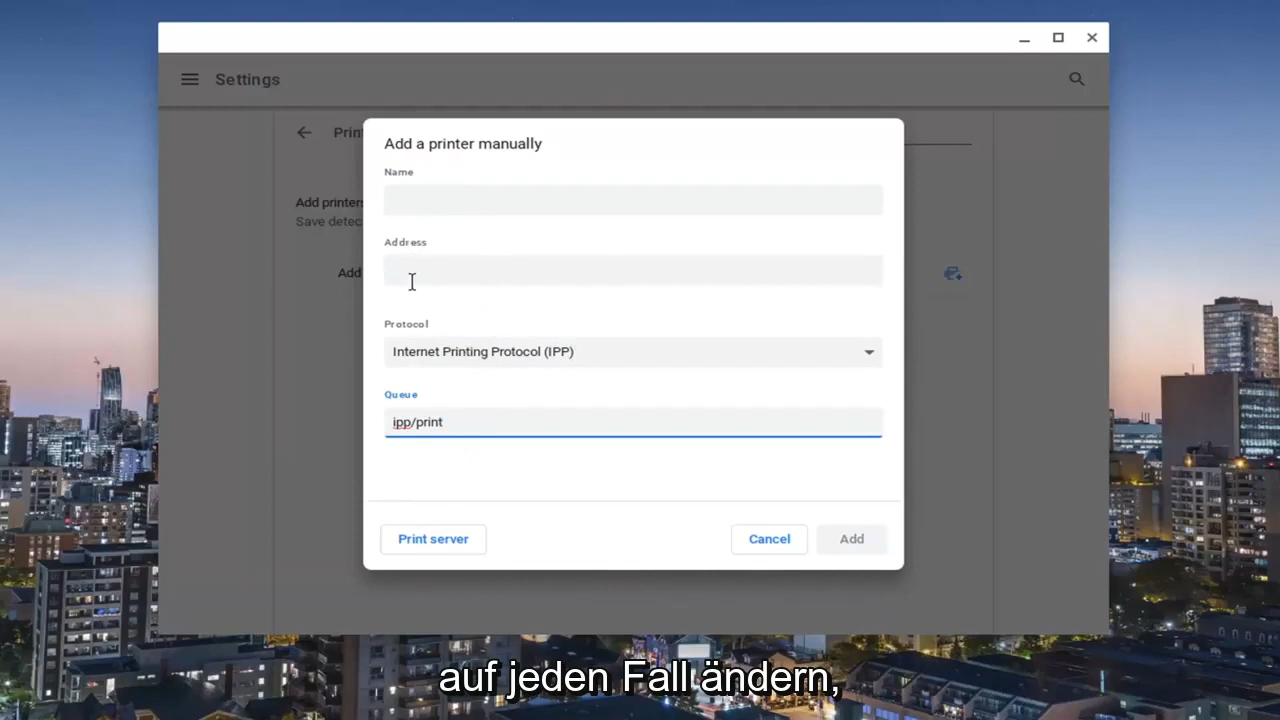 Settings
Prin
Add a printer manually
Name
Add printers
Save detec
Address
Add
Protocol
Internet Printing Protocol (IPP)
Queue
ipp/print
Print server
Cancel
Add
auf jeden Fall ändern,